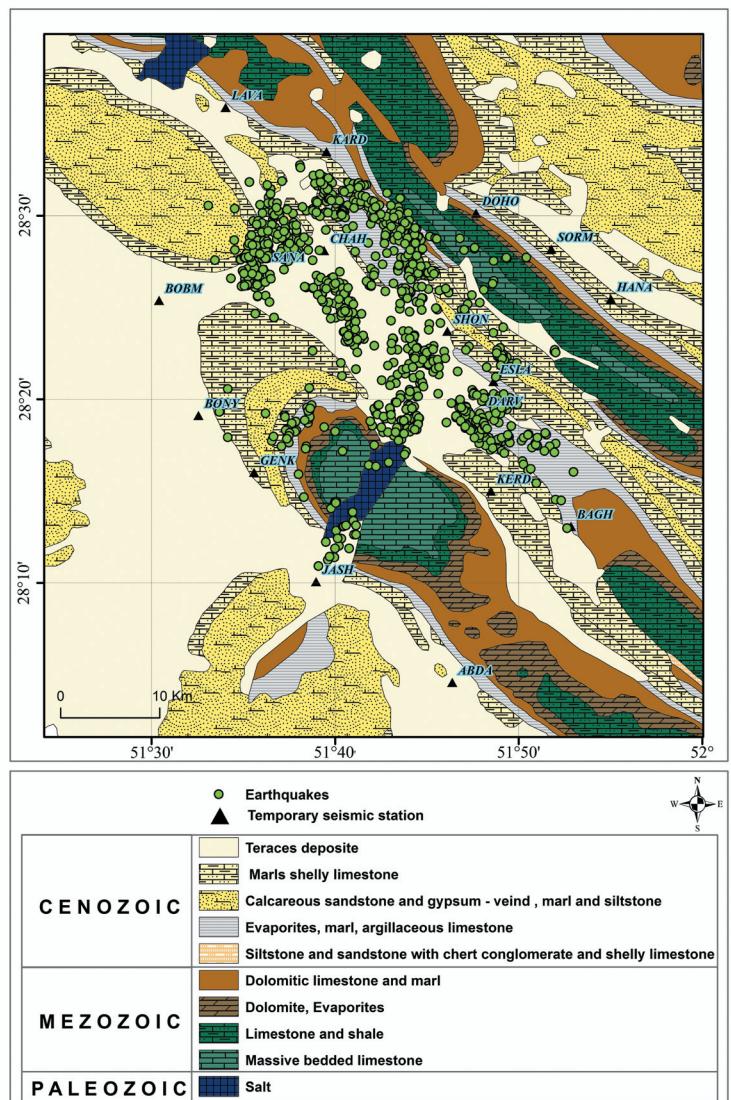 LAVA
KARD
28°30'
DOHO
CHAH
SORM
SANA
BOBM
HANA
SHON
ESLA
28°20'
BONY
DARV
GENK
KERD
BAGH
28°10'
JASH
ABDA
0 10 Km
51°30' 51°40' 51°50' 52°
Earthquakes
Temporary seismic station
N
W E
S
CENOZOIC
Teraces deposite
Marls shelly limestone
Calcareous sandstone and gypsum - veind , marl and siltstone
Evaporites, marl, argillaceous limestone
Siltstone and sandstone with chert conglomerate and shelly limestone
MEZOZOIC
Dolomitic limestone and marl
Dolomite, Evaporites
Limestone and shale
Massive bedded limestone
PALEOZOIC
Salt